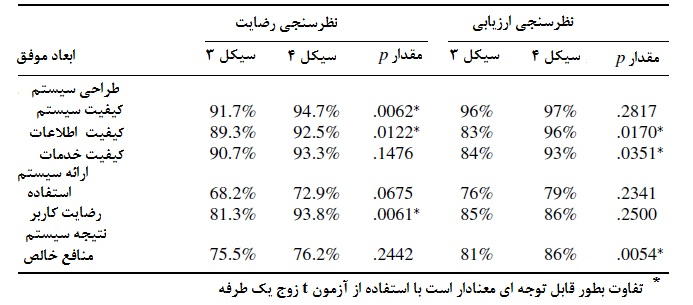 نظرسنجی رضایت نظرسنجی ارزیابی
ابعاد موفق سیکل ۳ سیکل ۴ مقدار p سیکل ۳ سیکل ۴ مقدار p
طراحی سیستم
کیفیت سیستم 91.7% 94.7% .0062* 96% 97% .2817
کیفیت اطلاعات 89.3% 92.5% .0122* 83% 96% .0170*
کیفیت خدمات 90.7% 93.3% .1476 84% 93% .0351*
ارائه سیستم
استفاده 68.2% 72.9% .0675 76% 79% .2341
رضایت کاربر 81.3% 93.8% .0061* 85% 86% .2500
نتیجه سیستم
منافع خالص 75.5% 76.2% .2442 81% 86% .0054*
* تفاوت بطور قابل توجه ای معنادار است با استفاده از آزمون t زوج یک طرفه